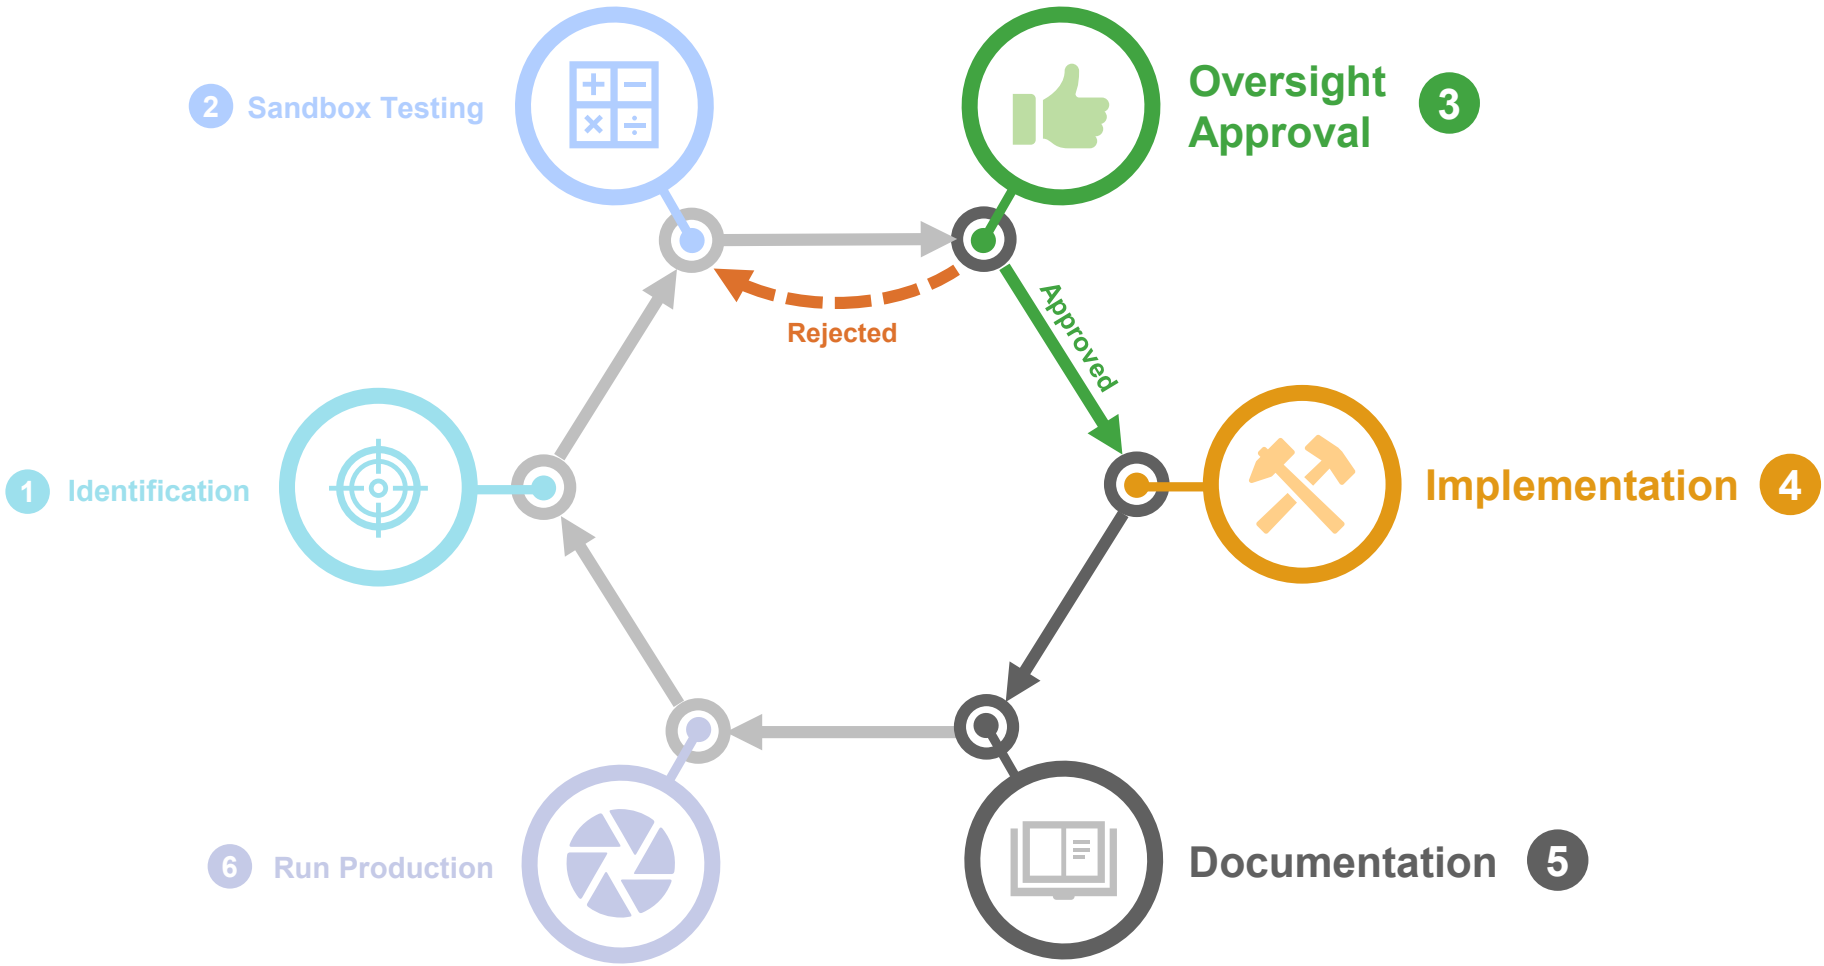 2 Sandbox Testing
Oversight
Approval
3
Approved
Rejected
1 Identification
Implementation 4
6 Run Production
Documentation 5